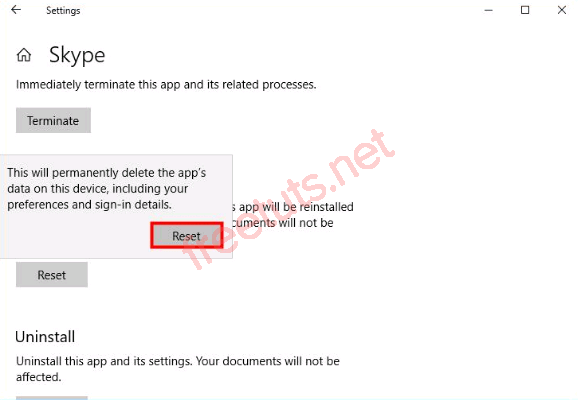 Settings
Skype
Immediately terminate this app and its related processes.
Terminate
This will permanently delete the app's
data on this device, including your
preferences and sign-in details.
Reset
s app will be reinstalled
cuments will not be
Reset
Uninstall
Uninstall this app and its settings. Your documents will not be
affected.
freetuts.net